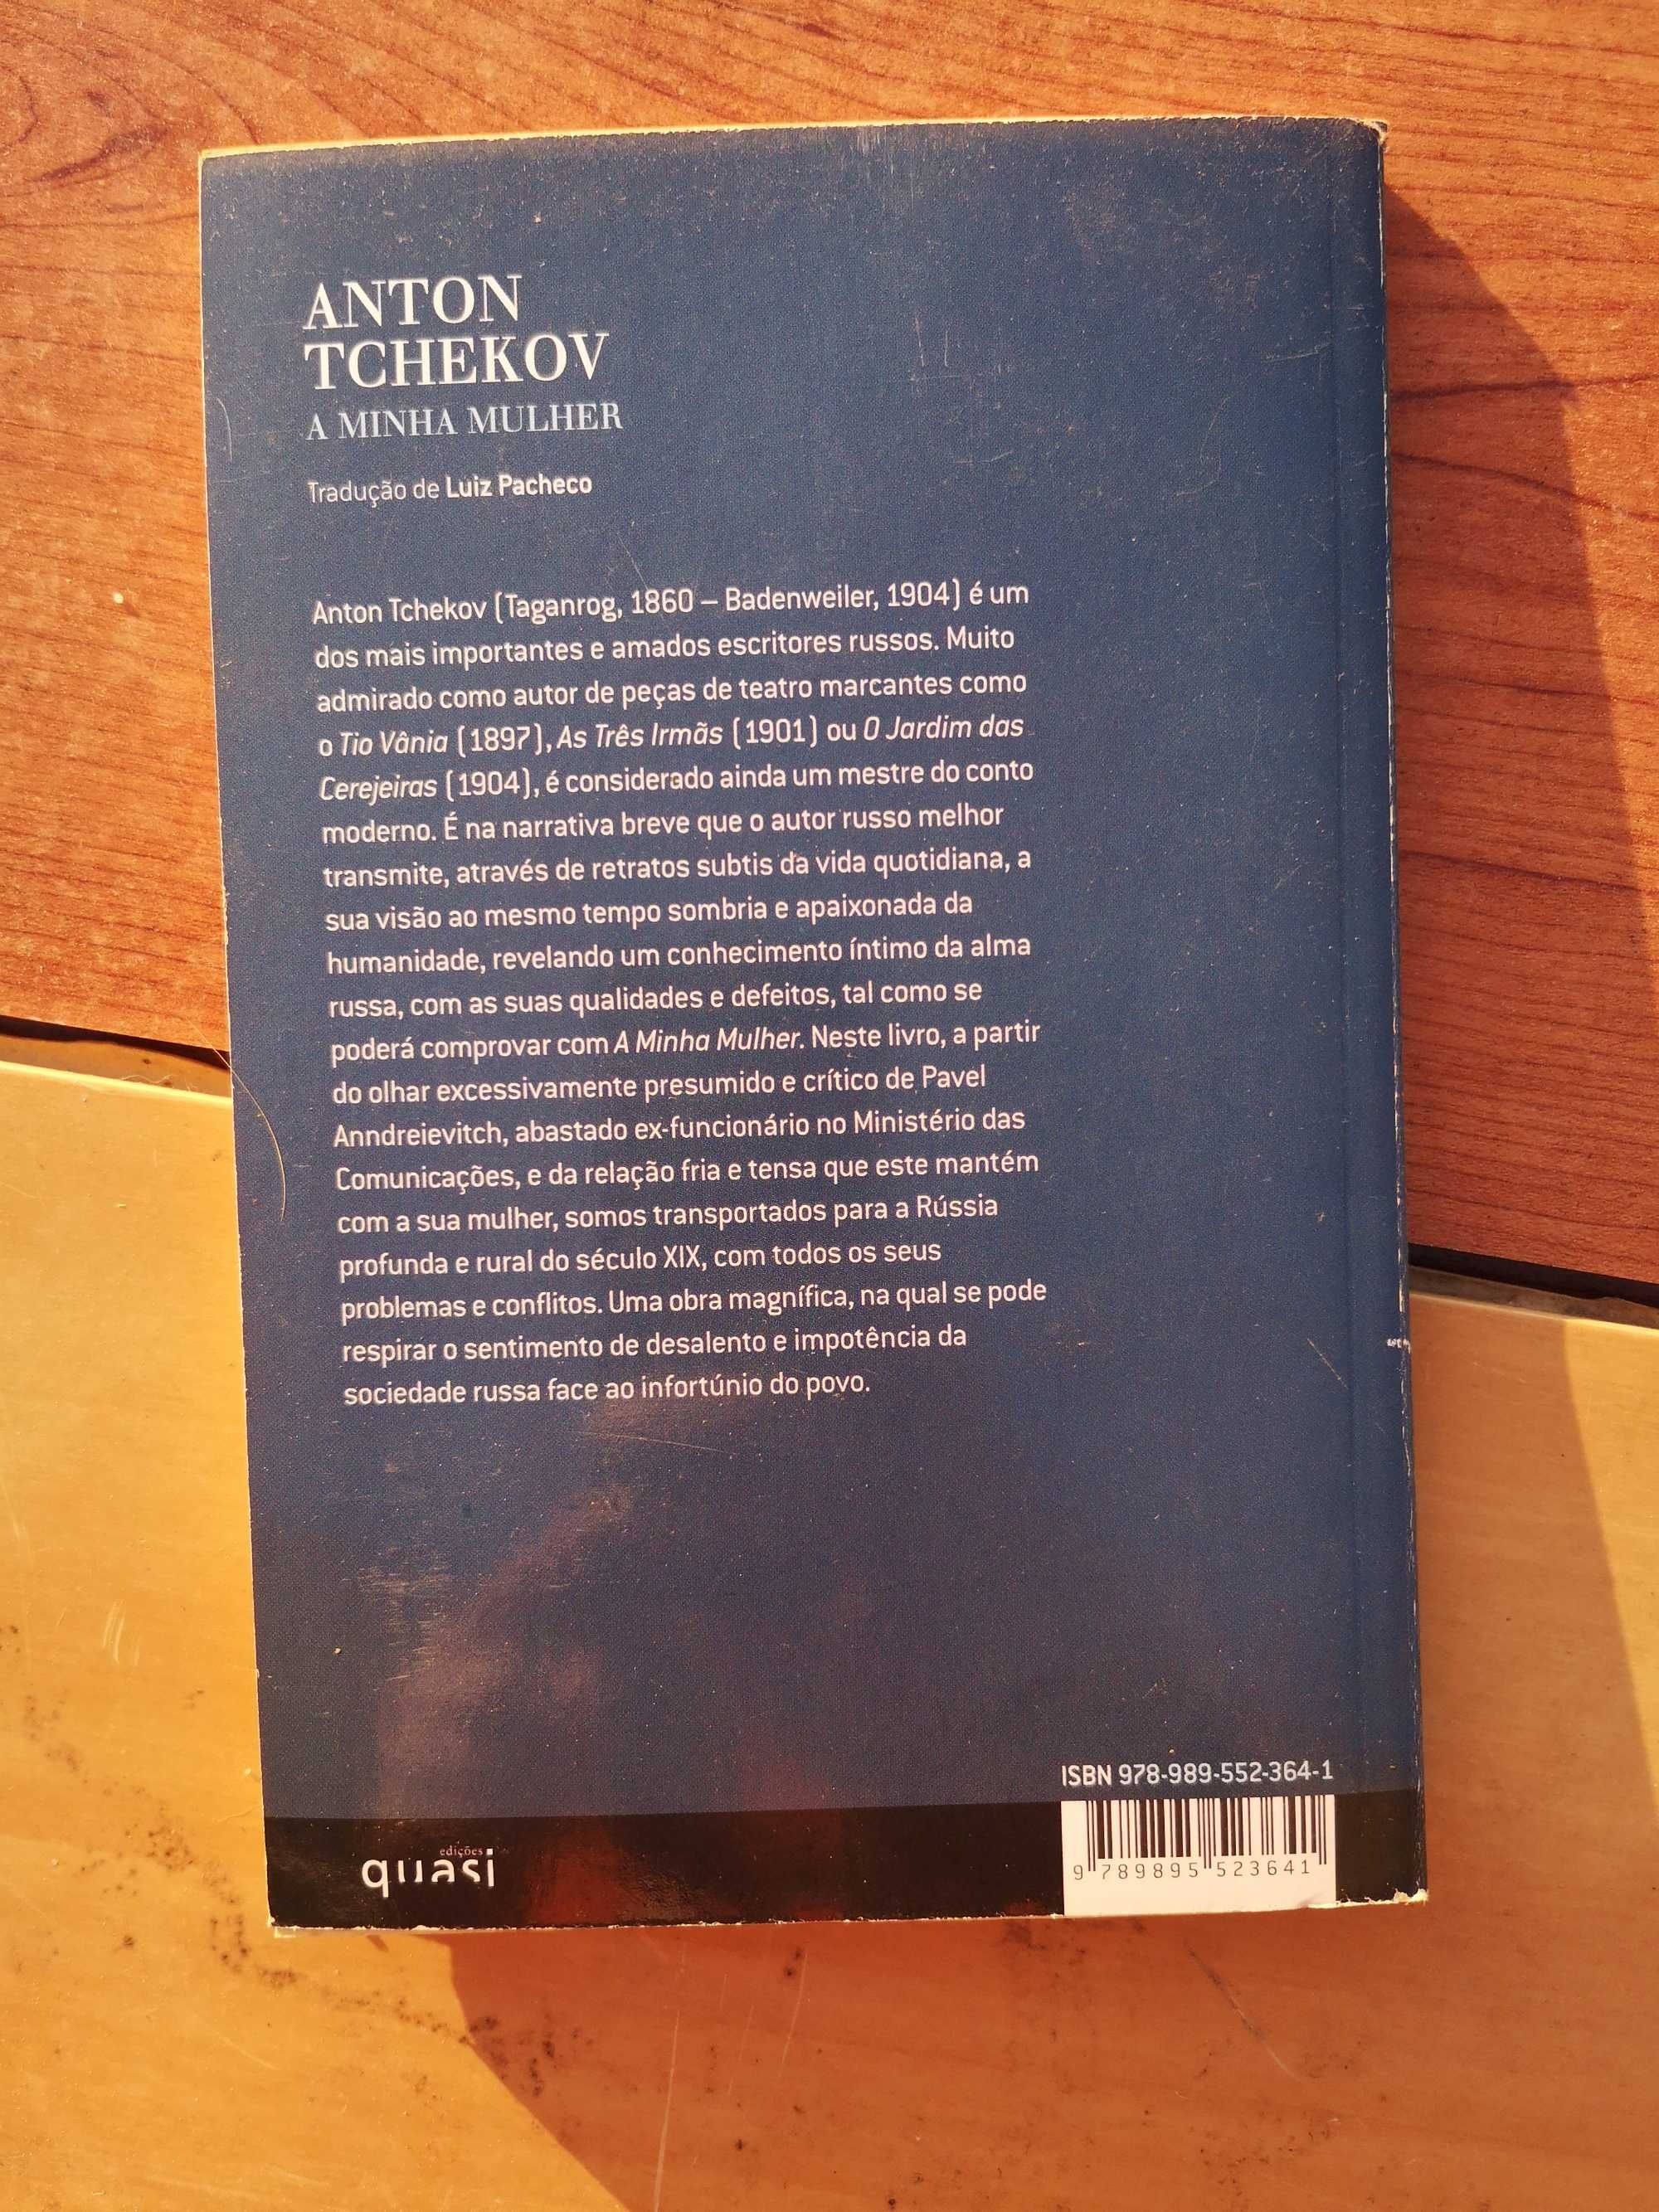 ANTON
TCHEKOV
A MINHA MULHER
Tradução de Luiz Pacheco
Anton Tchekov (Taganrog, 1860 – Badenweiler, 1904) é um
dos mais importantes e amados escritores russos. Muito
admirado como autor de peças de teatro marcantes como
o Tio Vânia (1897), As Três Irmãs (1901) ou O Jardim das
Cerejeiras (1904), é considerado ainda um mestre do conto
moderno. É na narrativa breve que o autor russo melhor
transmite, através de retratos subtis da vida quotidiana, a
sua visão ao mesmo tempo sombria e apaixonada da
humanidade, revelando um conhecimento íntimo da alma
russa, com as suas qualidades e defeitos, tal como se
poderá comprovar com A Minha Mulher. Neste livro, a partir
do olhar excessivamente presumido e crítico de Pavel
Anndreievitch, abastado ex-funcionário no Ministério das
Comunicações, e da relação fria e tensa que este mantém
com a sua mulher, somos transportados para a Rússia
profunda e rural do século XIX, com todos os seus
problemas e conflitos. Uma obra magnífica, na qual se pode
respirar o sentimento de desalento e impotência da
sociedade russa face ao infortúnio do povo.
ISBN 978-989-552-364-1
edições
quasi
9 789895 523641